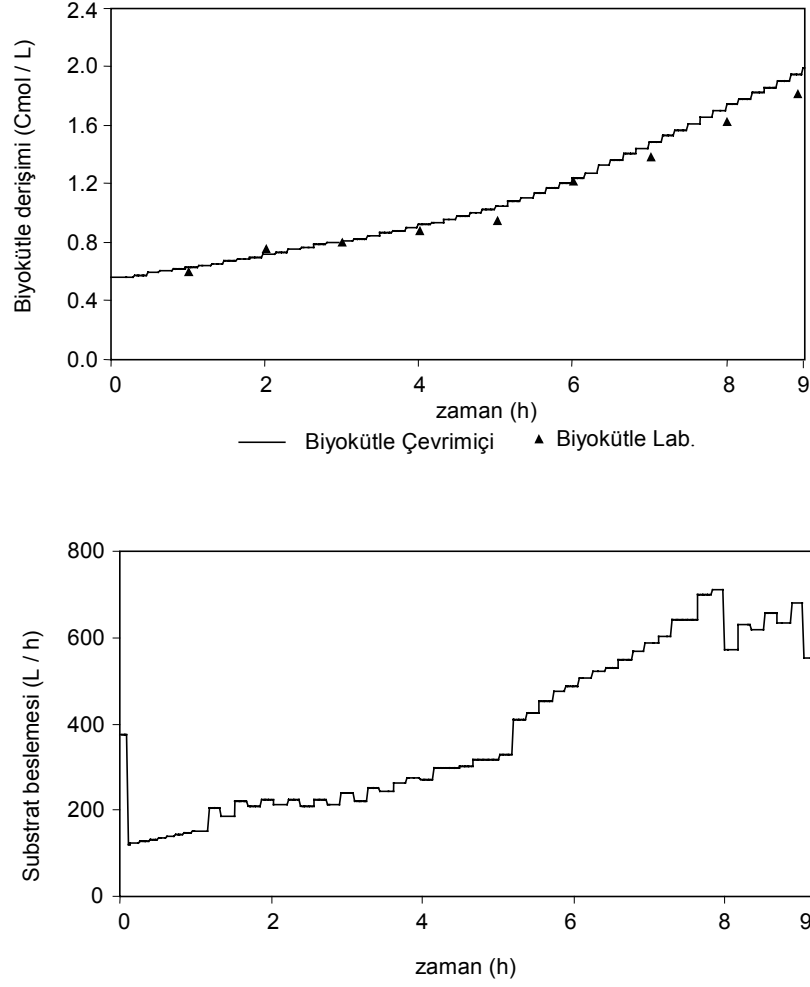 2.4
2.0
1.6
1.2
0.8
0.4
0.0
Biyokütle derişimi (Cmol / L)
0 2 4 6 8 9
zaman (h)
Biyokütle Çevrimiçi ▲ Biyokütle Lab.
800
600
400
200
0
Substrat beslemesi (L / h)
0 2 4 6 8 9
zaman (h)